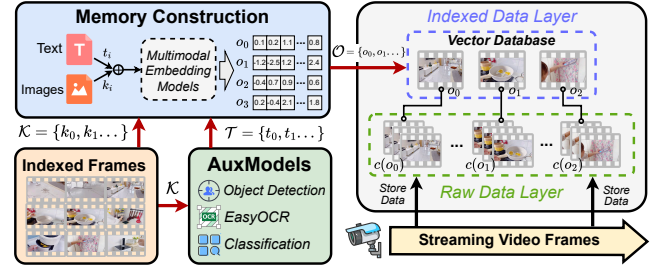 Memory Construction
Text
T
Images
t_i
k_i
Multimodal
Embedding
Models
o_0 0.1 0.2 1.1 ··· 0.8
o_1 -1.2 -2.5 1.2 ··· 2.4
o_2 -0.4 0.7 0.9 ··· 0.6
o_3 0.2 -0.4 2.1 ··· 1.8
O = {o_0, o_1...}
Indexed Data Layer
Vector Database
o_0
o_1
o_2
c(o_0)
...
c(o_1)
...
c(o_2)
Raw Data Layer
Store
Data
Store
Data
Streaming Video Frames
K = {k_0, k_1...}
T = {t_0, t_1...}
Indexed Frames
K
AuxModels
Object Detection
OCR
EasyOCR
Classification